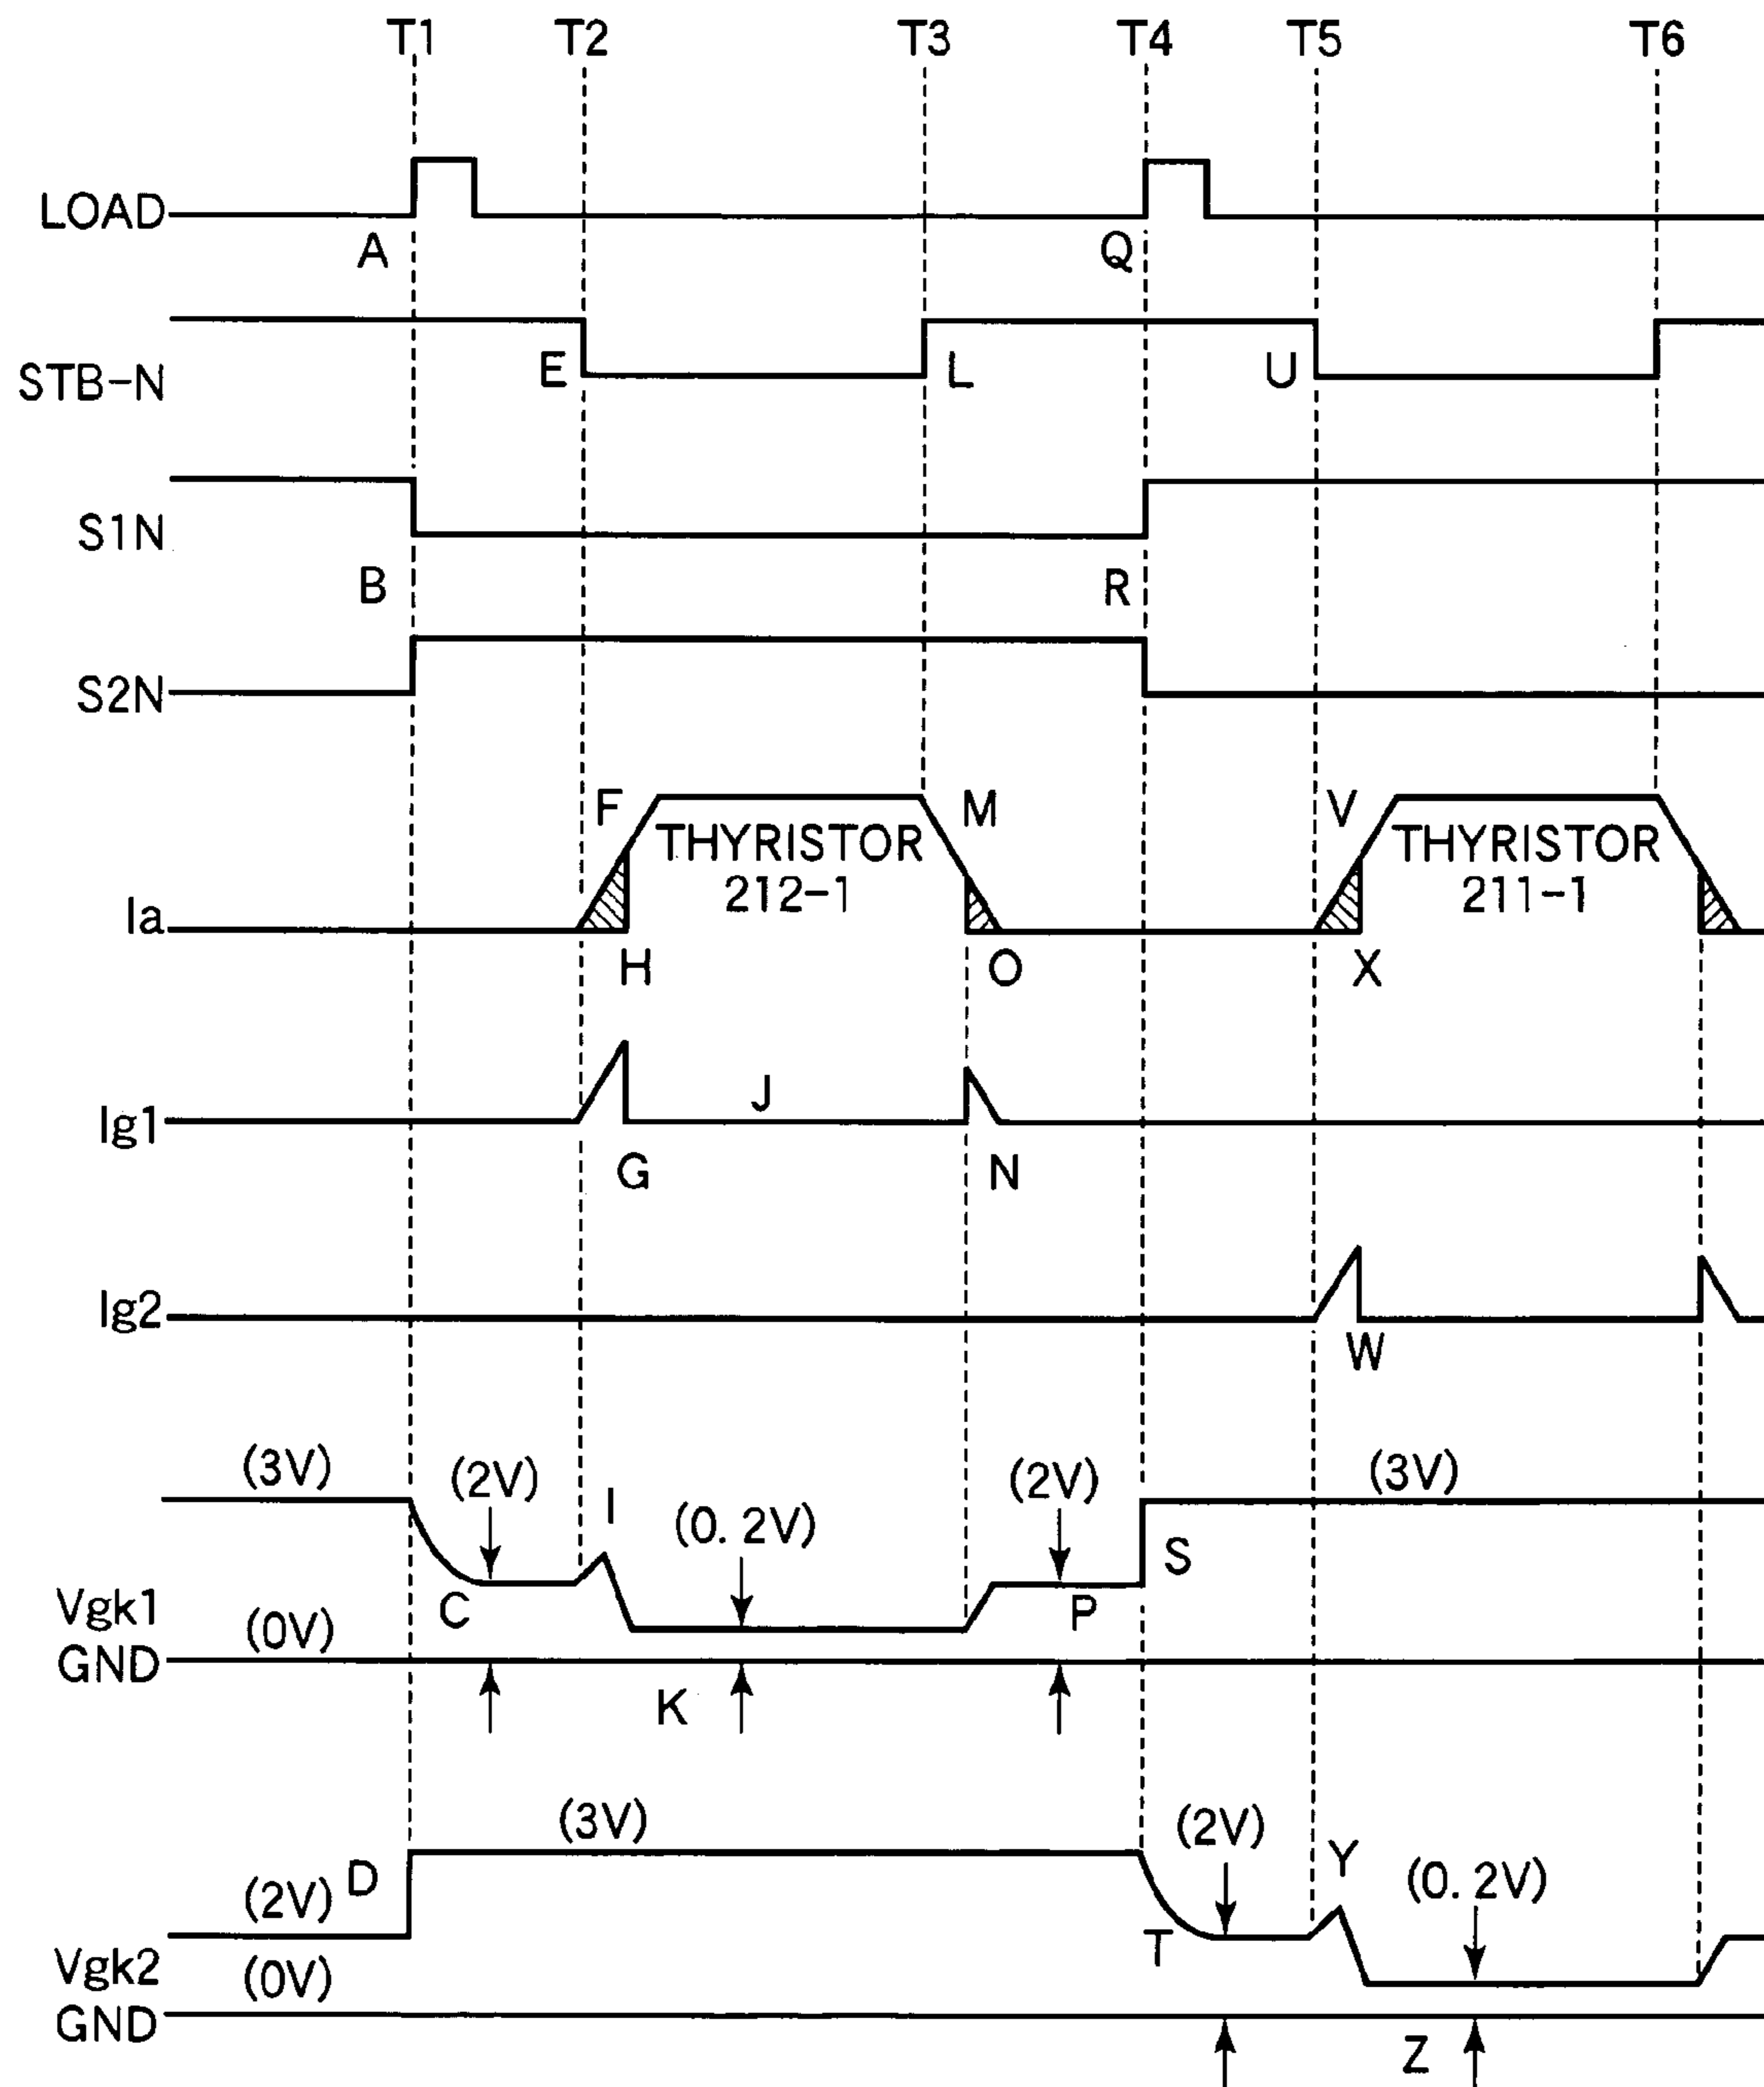 T1 T2 T3 T4 T5 T6
LOAD
A Q
STB-N E L U
S1N
B R
S2N
F M V
THYRISTOR THYRISTOR
212-1 211-1
Ia
H O X
J
Ig1
G N
Ig2
W
(3V) (2V) I (0. 2V) (2V) (3V)
S
C P
Vgk1 (0V)
GND
K
(3V) (2V)
(2V) D Y (0. 2V)
T
Vgk2 (0V)
GND
Z